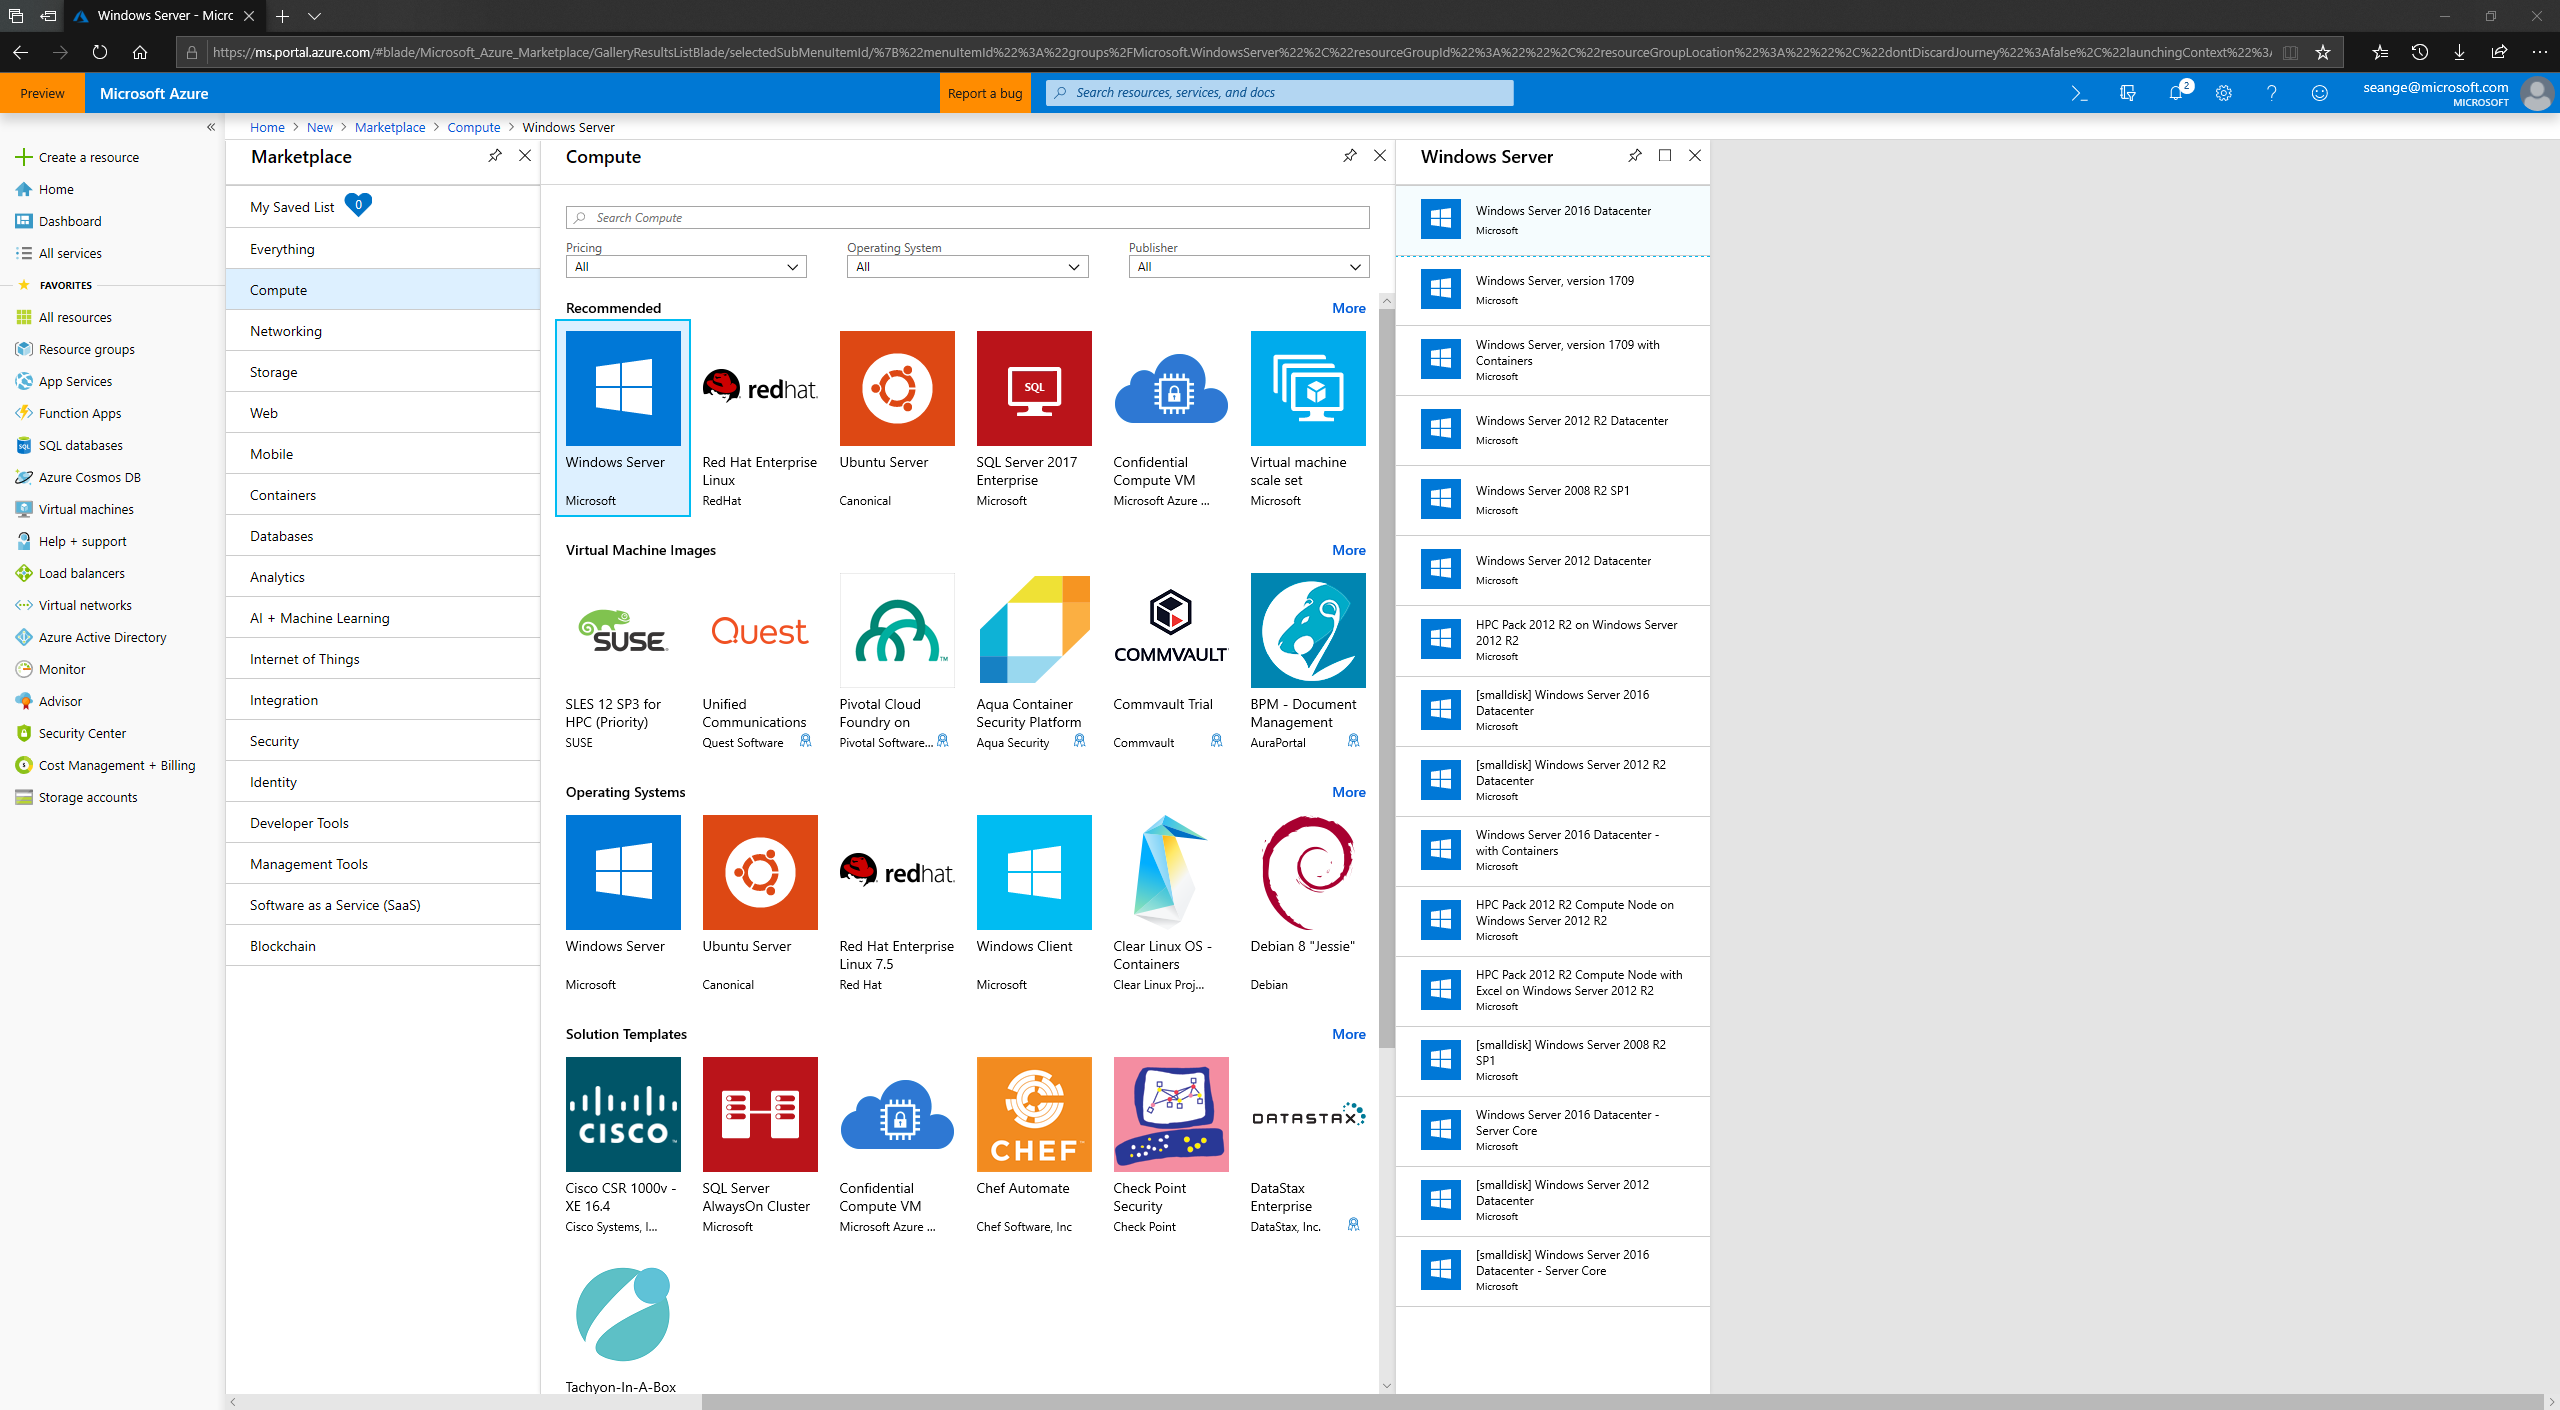 Windows Server - Micr
https://ms.portal.azure.com/#blade/Microsoft_Azure_Marketplace/GalleryResultsListBlade/selectedSubMenuItemId/%7B%22menuItemId%22%3A%22groups%2FMicrosoft.WindowsServer%22%2C%22resourceGroupId%22%3A%22%22%2C%22resourceGroupLocation%22%3A%22%22%2C%22dontDiscardJourney%22%3Afalse%2C%22launchingContext%22%3A
Preview
Microsoft Azure
Report a bug
Search resources, services, and docs
2
seange@microsoft.com
MICROSOFT
Home > New > Marketplace > Compute > Windows Server
Create a resource
Home
Dashboard
All services
FAVORITES
All resources
Resource groups
App Services
Function Apps
SQL databases
Azure Cosmos DB
Virtual machines
Help + support
Load balancers
Virtual networks
Azure Active Directory
Monitor
Advisor
Security Center
Cost Management + Billing
Storage accounts
Marketplace
My Saved List 0
Everything
Compute
Networking
Storage
Web
Mobile
Containers
Databases
Analytics
AI + Machine Learning
Internet of Things
Integration
Security
Identity
Developer Tools
Management Tools
Software as a Service (SaaS)
Blockchain
Compute
Search Compute
Pricing
All
Operating System
All
Publisher
All
Recommended
More
Windows Server
Microsoft
redhat.
Red Hat Enterprise
Linux
RedHat
Ubuntu Server
Canonical
SQL
SQL Server 2017
Enterprise
Microsoft
Confidential
Compute VM
Microsoft Azure ...
Virtual machine
scale set
Microsoft
Virtual Machine Images
More
SUSE
SLES 12 SP3 for
HPC (Priority)
SUSE
Quest
Unified
Communications
Quest Software
Pivotal Cloud
Foundry on
Pivotal Software...
Aqua Container
Security Platform
Aqua Security
COMMVAULT
Commvault Trial
Commvault
BPM - Document
Management
AuraPortal
Operating Systems
More
Windows Server
Microsoft
Ubuntu Server
Canonical
redhat.
Red Hat Enterprise
Linux 7.5
Red Hat
Windows Client
Microsoft
Clear Linux OS -
Containers
Clear Linux Proj...
Debian 8 "Jessie"
Debian
Solution Templates
More
CISCO
Cisco CSR 1000v -
XE 16.4
Cisco Systems, I...
SQL Server
AlwaysOn Cluster
Microsoft
Confidential
Compute VM
Microsoft Azure ...
CHEF
Chef Automate
Chef Software, Inc
Check Point
Security
Check Point
DATASTAX
DataStax
Enterprise
DataStax, Inc.
Tachyon-In-A-Box
Windows Server
Windows Server 2016 Datacenter
Microsoft
Windows Server, version 1709
Microsoft
Windows Server, version 1709 with
Containers
Microsoft
Windows Server 2012 R2 Datacenter
Microsoft
Windows Server 2008 R2 SP1
Microsoft
Windows Server 2012 Datacenter
Microsoft
HPC Pack 2012 R2 on Windows Server
2012 R2
Microsoft
[smalldisk] Windows Server 2016
Datacenter
Microsoft
[smalldisk] Windows Server 2012 R2
Datacenter
Microsoft
Windows Server 2016 Datacenter -
with Containers
Microsoft
HPC Pack 2012 R2 Compute Node on
Windows Server 2012 R2
Microsoft
HPC Pack 2012 R2 Compute Node with
Excel on Windows Server 2012 R2
Microsoft
[smalldisk] Windows Server 2008 R2
SP1
Microsoft
Windows Server 2016 Datacenter -
Server Core
Microsoft
[smalldisk] Windows Server 2012
Datacenter
Microsoft
[smalldisk] Windows Server 2016
Datacenter - Server Core
Microsoft